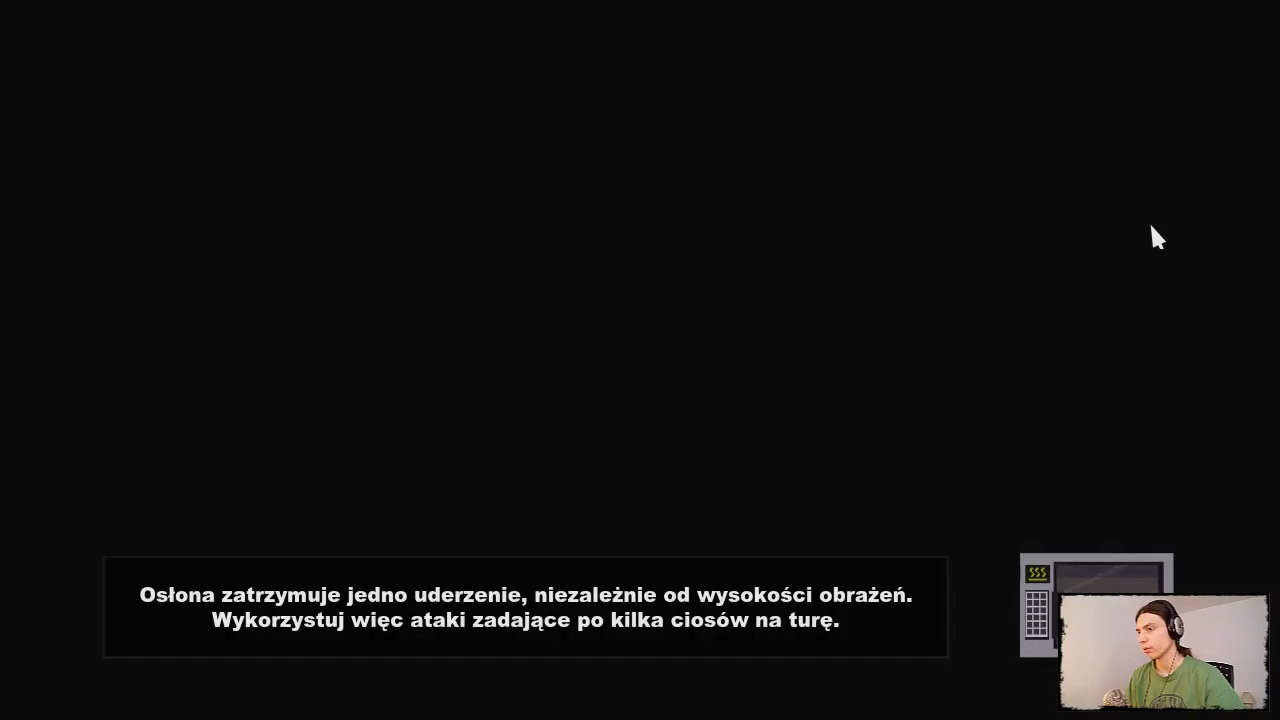 Osłona zatrzymuje jedno uderzenie, niezależnie od wysokości obrażeń.
Wykorzystuj więc ataki zadające po kilka ciosów na turę.